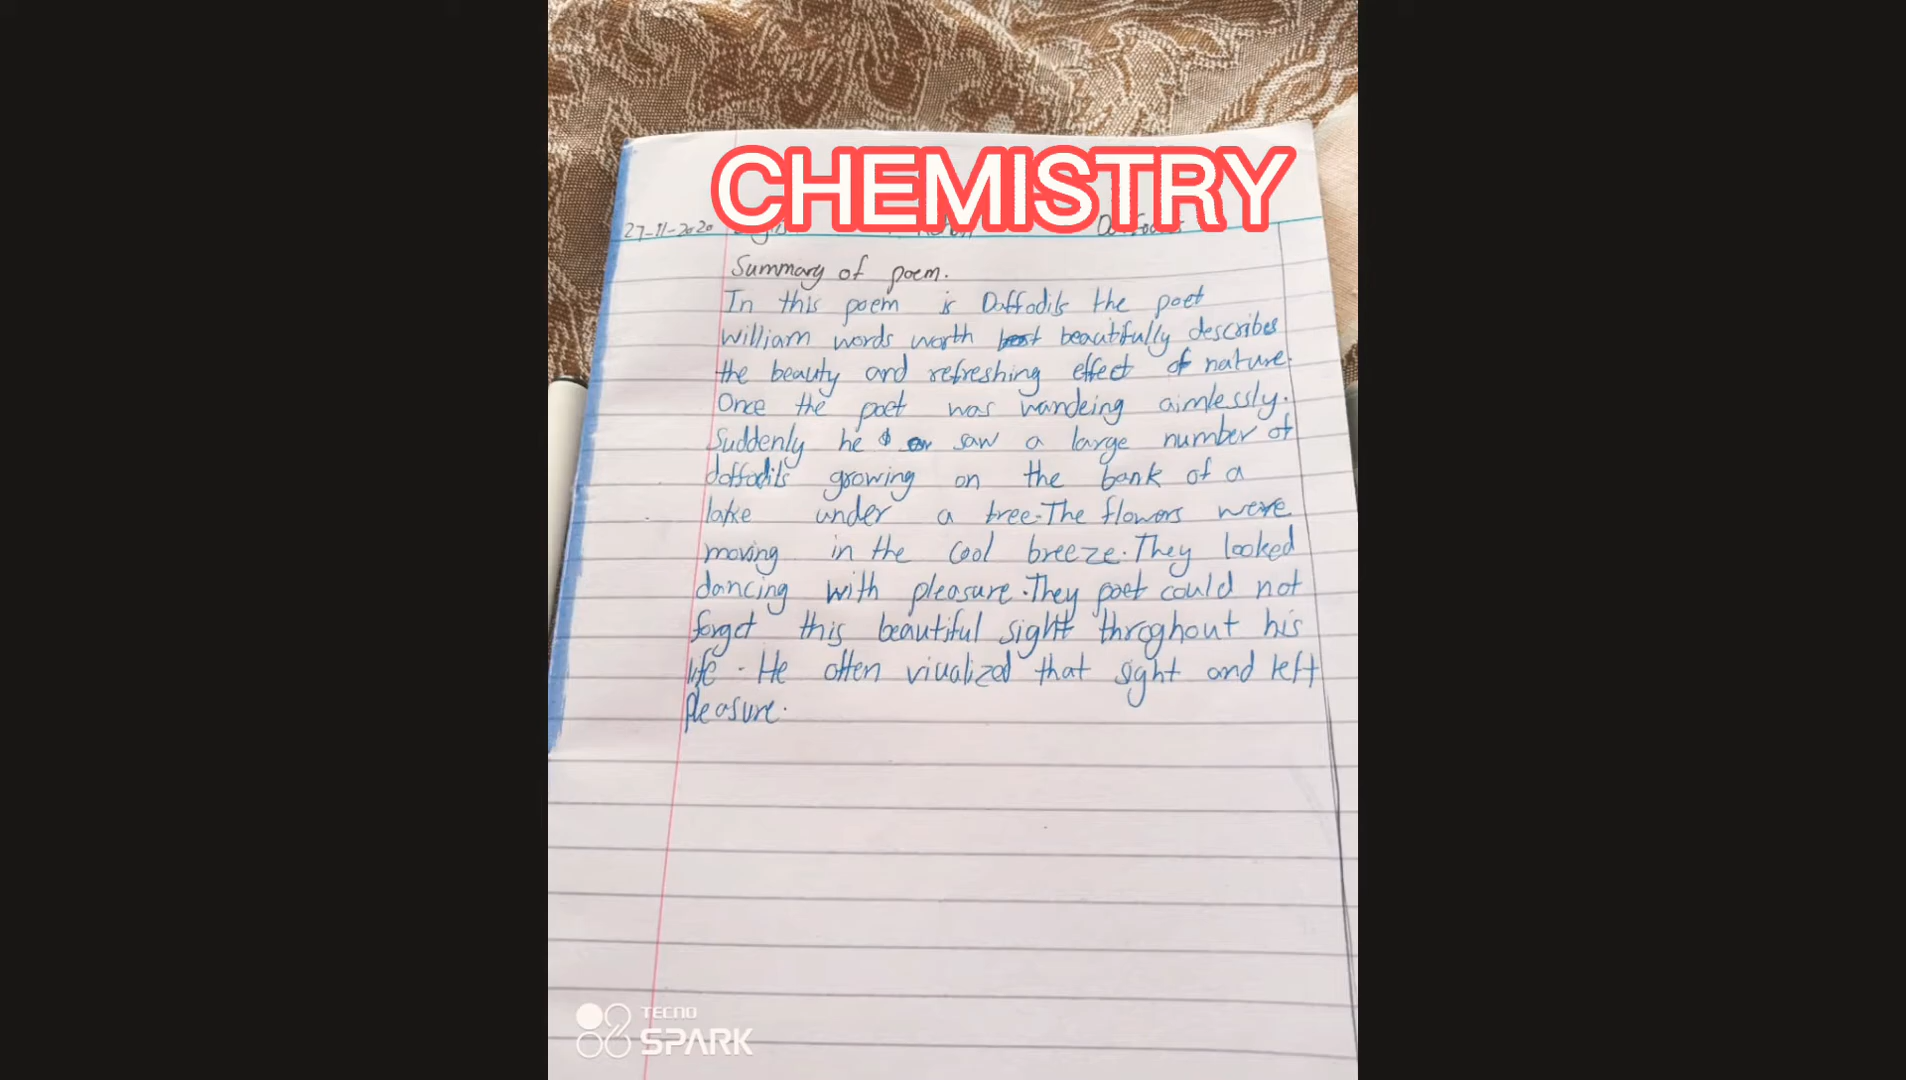 CHEMISTRY
27-11-2020
Summary of poem.
In this poem is Daffodils the poet
William words worth beautifully describes
the beauty and refreshing effect of nature.
Once the poet was wandeing aimlessly.
Suddenly he saw a large number of
daffodils growing on the bank of a
lake under a tree.The flowers were
moving in the cool breeze.They looked
dancing with pleasure.They poet could not
forget this beautiful sight throghout his
life. He often viualized that sight and left
pleasure.
TECNO
SPARK